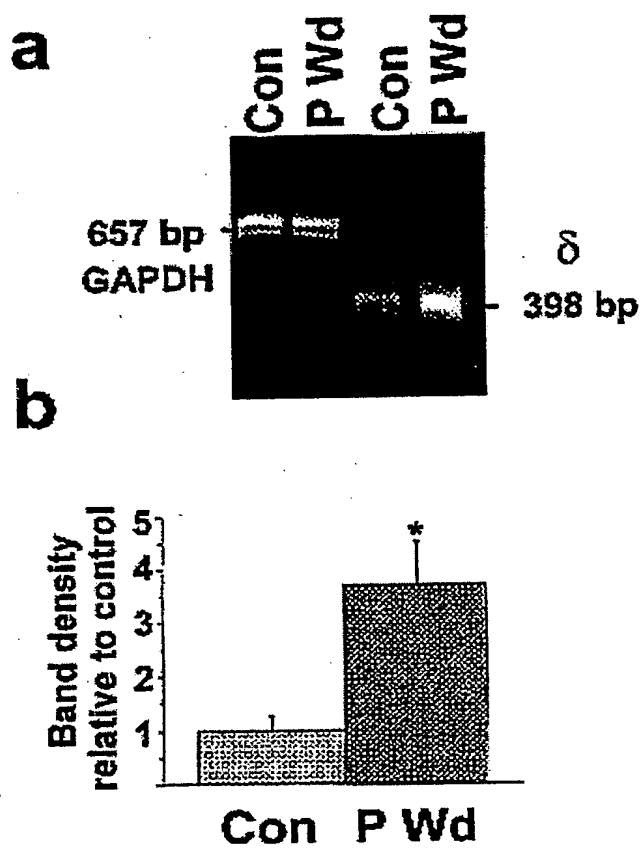 a
Con P Wd Con P Wd
657 bp
GAPDH
δ
398 bp
b
Band density
relative to control
5
4
3
2
1
*
Con P Wd